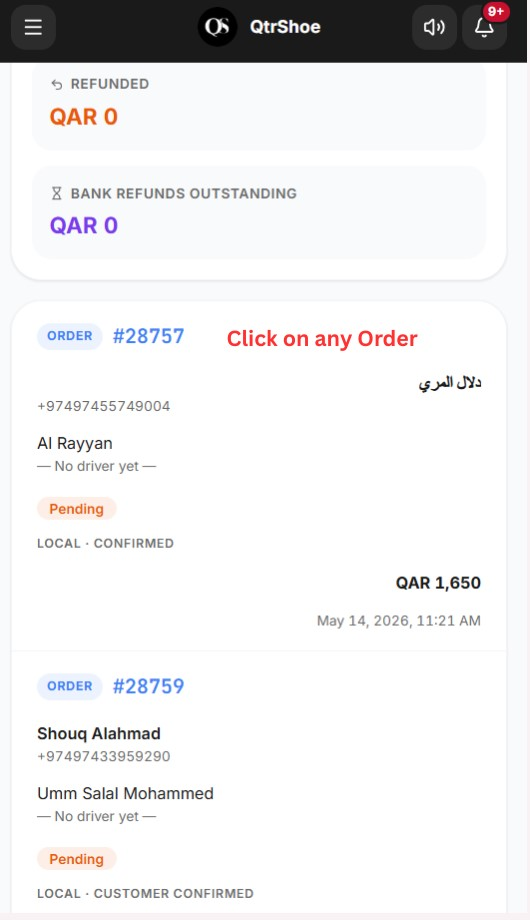 QS QtrShoe 9+
REFUNDED
QAR 0
BANK REFUNDS OUTSTANDING
QAR 0
ORDER #28757 Click on any Order
دلال المري
+97497455749004
Al Rayyan
— No driver yet —
Pending
LOCAL · CONFIRMED
QAR 1,650
May 14, 2026, 11:21 AM
ORDER #28759
Shouq Alahmad
+97497433959290
Umm Salal Mohammed
— No driver yet —
Pending
LOCAL · CUSTOMER CONFIRMED